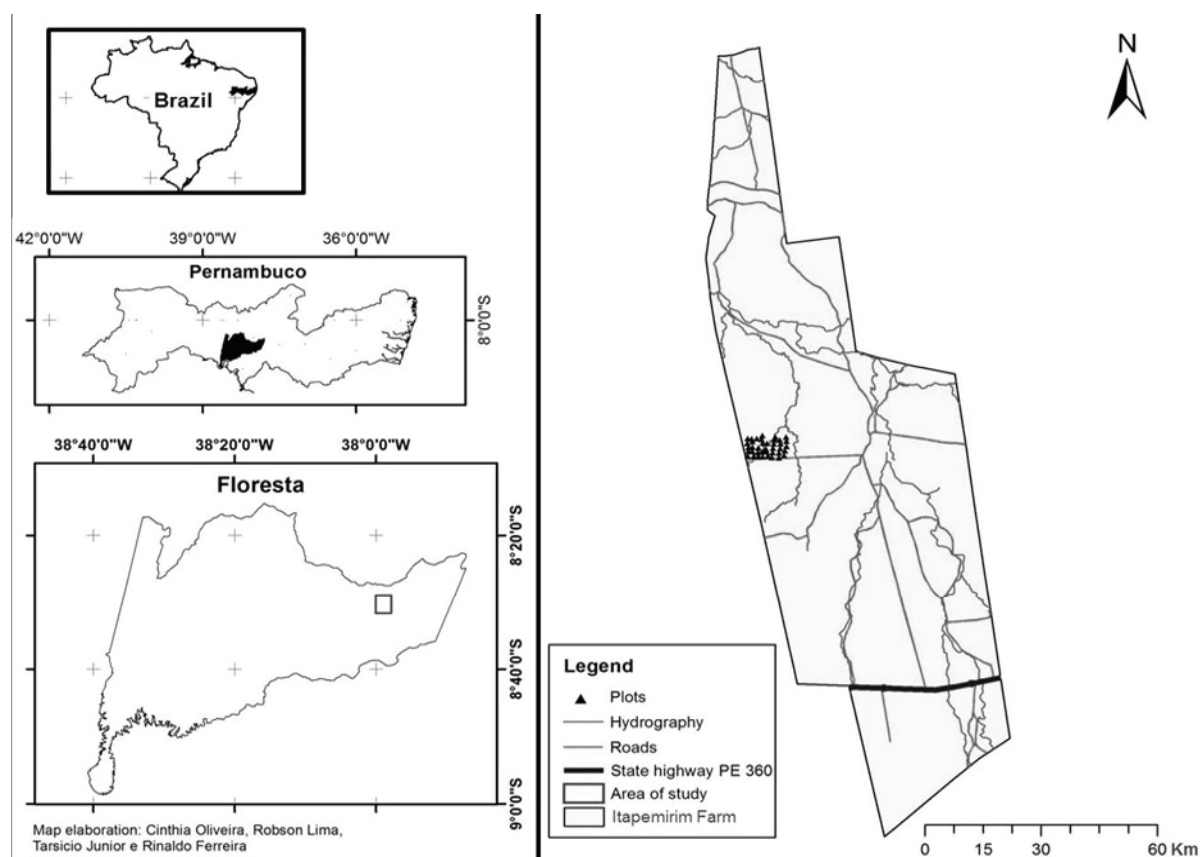 Brazil
42°0'0"W
39°0'0"W
36°0'0"W
Pernambuco
8°0'0"S
38°40'0"W
38°20'0"W
38°0'0"W
Floresta
8°20'0"S
8°40'0"S
9°0'0"S
Map elaboration: Cinthia Oliveira, Robson Lima,
Tarsicio Junior e Rinaldo Ferreira
N
Legend
Plots
Hydrography
Roads
State highway PE 360
Area of study
Itapemirim Farm
0 15 30 60 Km